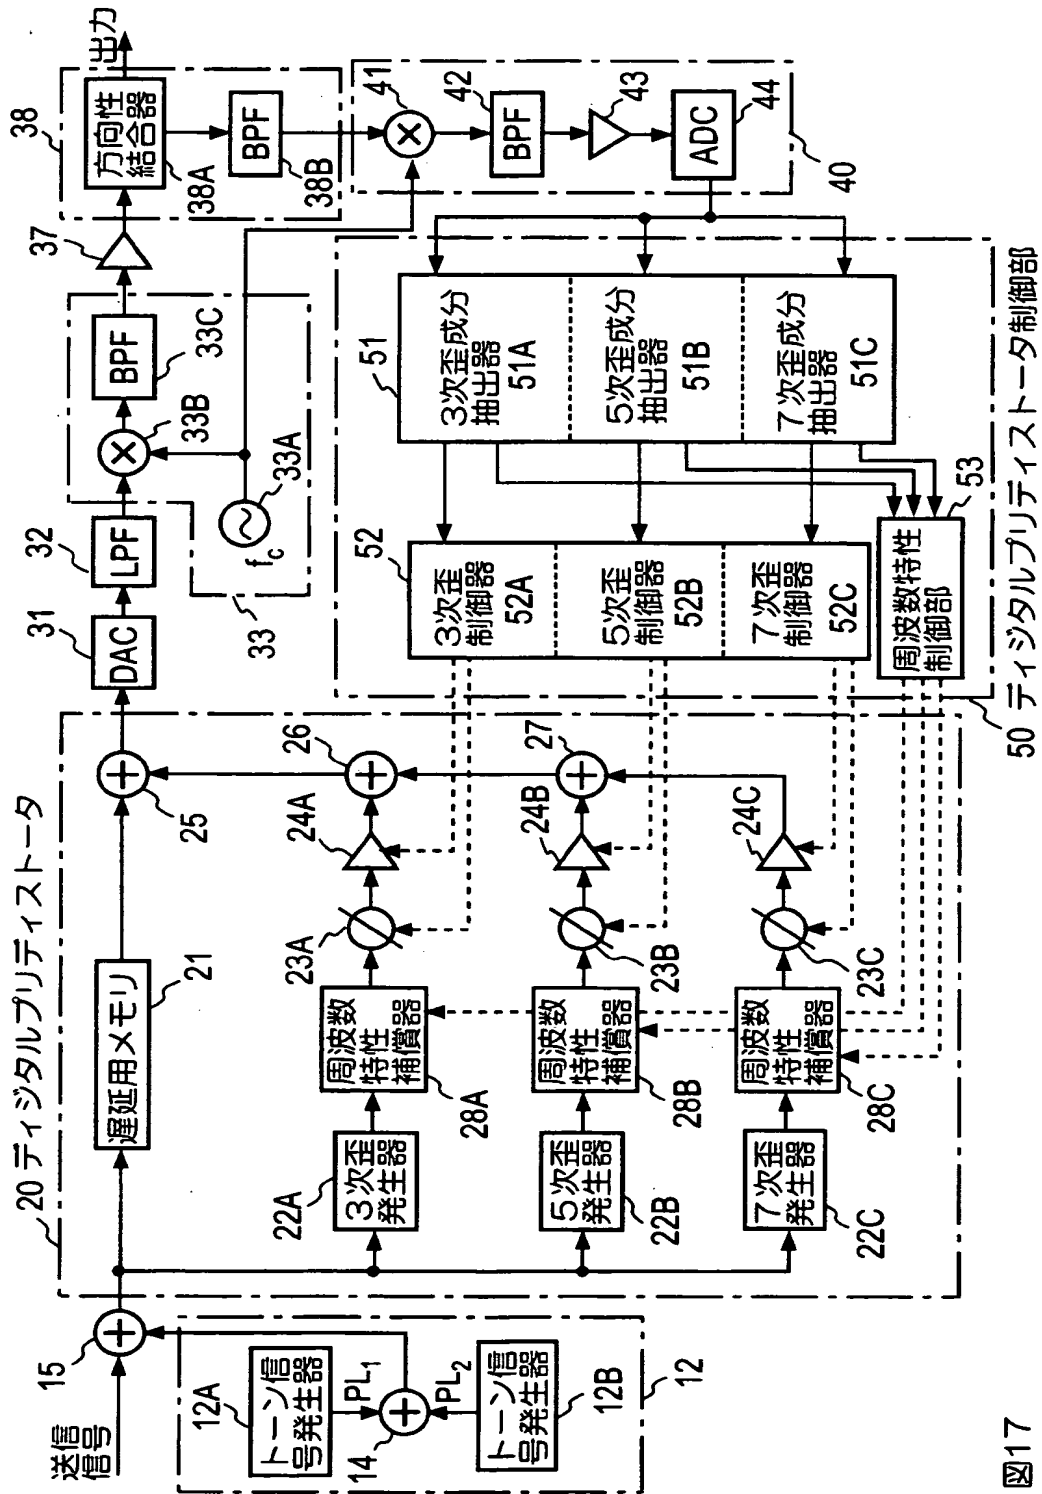 送信
信号
15
12A
トーン信
号発生器
PL1
14
PL2
トーン信
号発生器
12B
12
20 ディジタルプリディストータ
遅延用メモリ
21
25
22A
3次歪
発生器
周波数
特性
補償器
28A
23A
24A
26
22B
5次歪
発生器
周波数
特性
補償器
28B
23B
24B
27
22C
7次歪
発生器
周波数
特性
補償器
28C
23C
24C
31
DAC
32
LPF
33
33A
fc
33B
BPF
33C
37
38
方向性
結合器
38A
BPF
38B
出力
41
42
BPF
43
ADC
44
40
51
3次歪成分
抽出器
51A
5次歪成分
抽出器
51B
7次歪成分
抽出器
51C
52
3次歪
制御器
52A
5次歪
制御器
52B
7次歪
制御器
52C
周波数特性
制御部
53
50 ディジタルプリディストータ制御部
図17